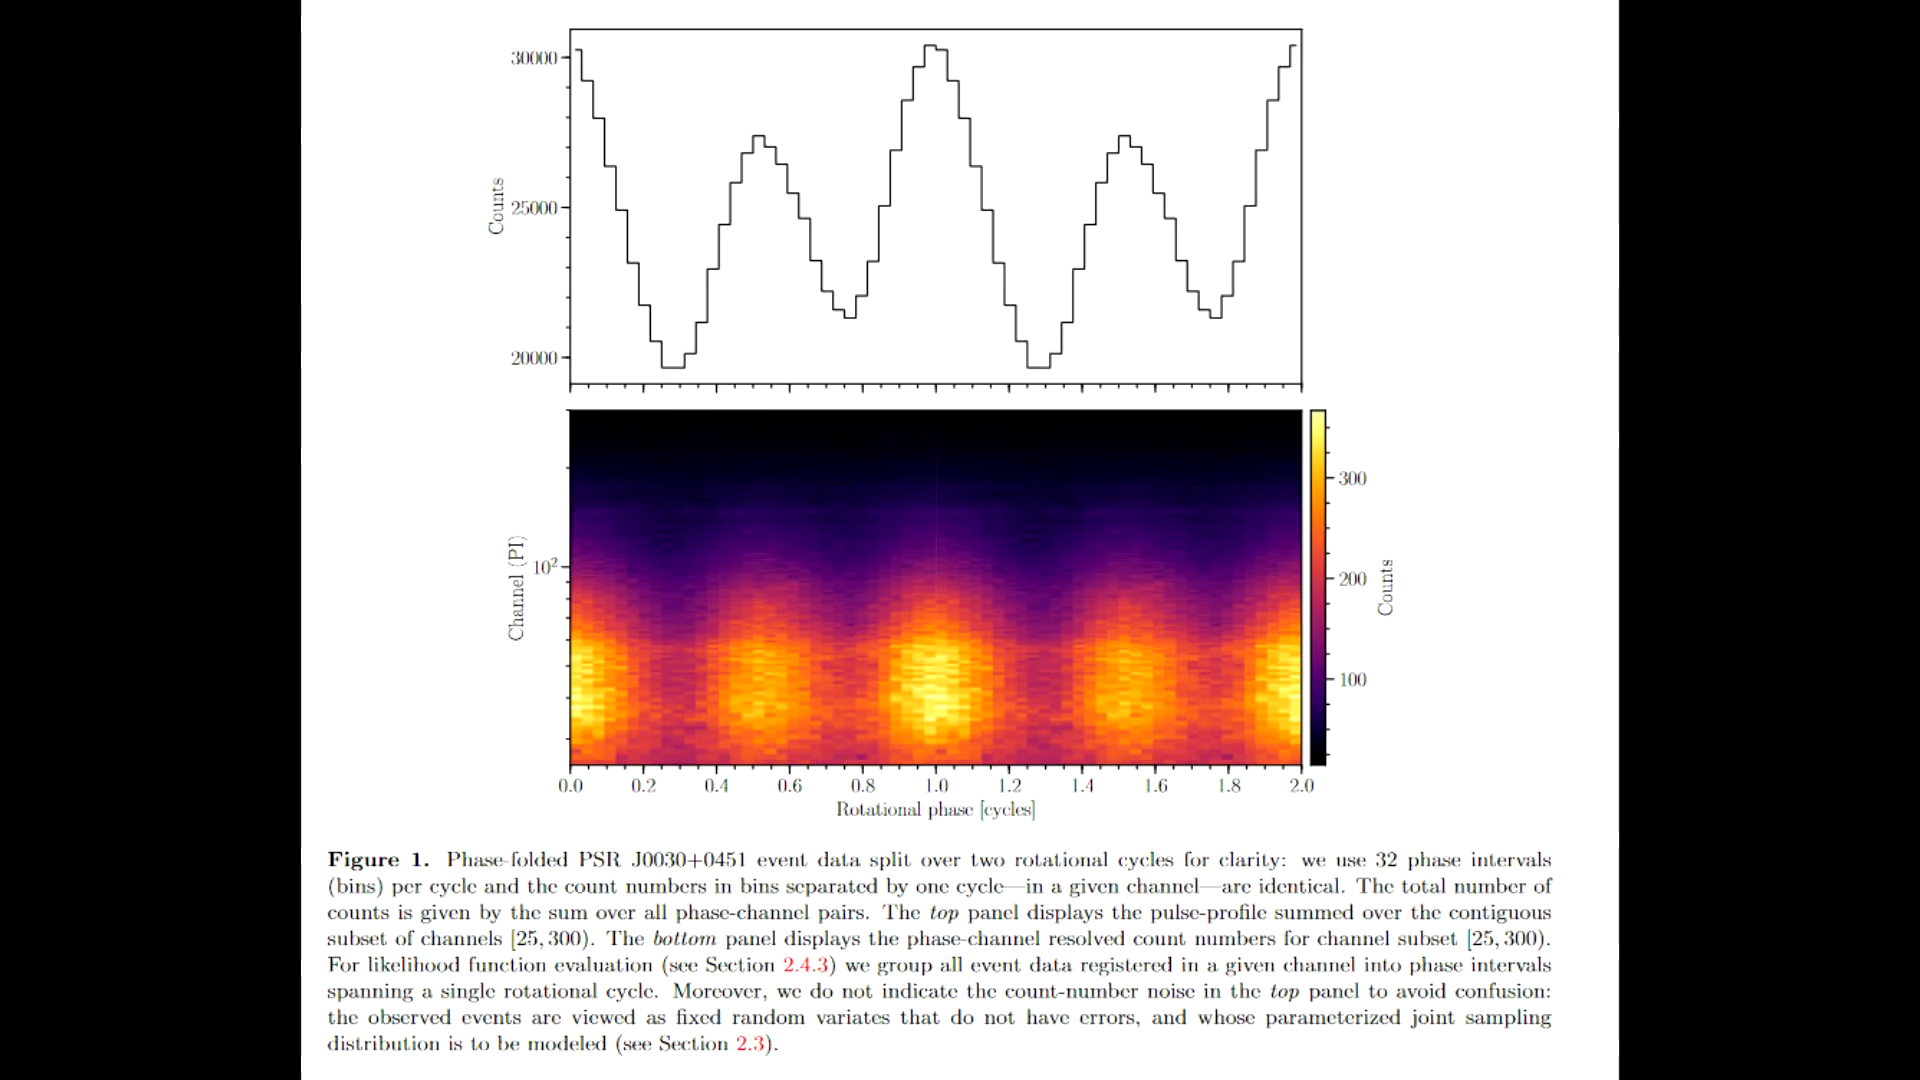 30000
25000
20000
Counts
10²
Channel (PI)
300
200
100
Counts
0.0 0.2 0.4 0.6 0.8 1.0 1.2 1.4 1.6 1.8 2.0
Rotational phase [cycles]
Figure 1. Phase-folded PSR J0030+0451 event data split over two rotational cycles for clarity: we use 32 phase intervals
(bins) per cycle and the count numbers in bins separated by one cycle—in a given channel—are identical. The total number of
counts is given by the sum over all phase-channel pairs. The top panel displays the pulse-profile summed over the contiguous
subset of channels [25, 300). The bottom panel displays the phase-channel resolved count numbers for channel subset [25, 300).
For likelihood function evaluation (see Section 2.4.3) we group all event data registered in a given channel into phase intervals
spanning a single rotational cycle. Moreover, we do not indicate the count-number noise in the top panel to avoid confusion:
the observed events are viewed as fixed random variates that do not have errors, and whose parameterized joint sampling
distribution is to be modeled (see Section 2.3).